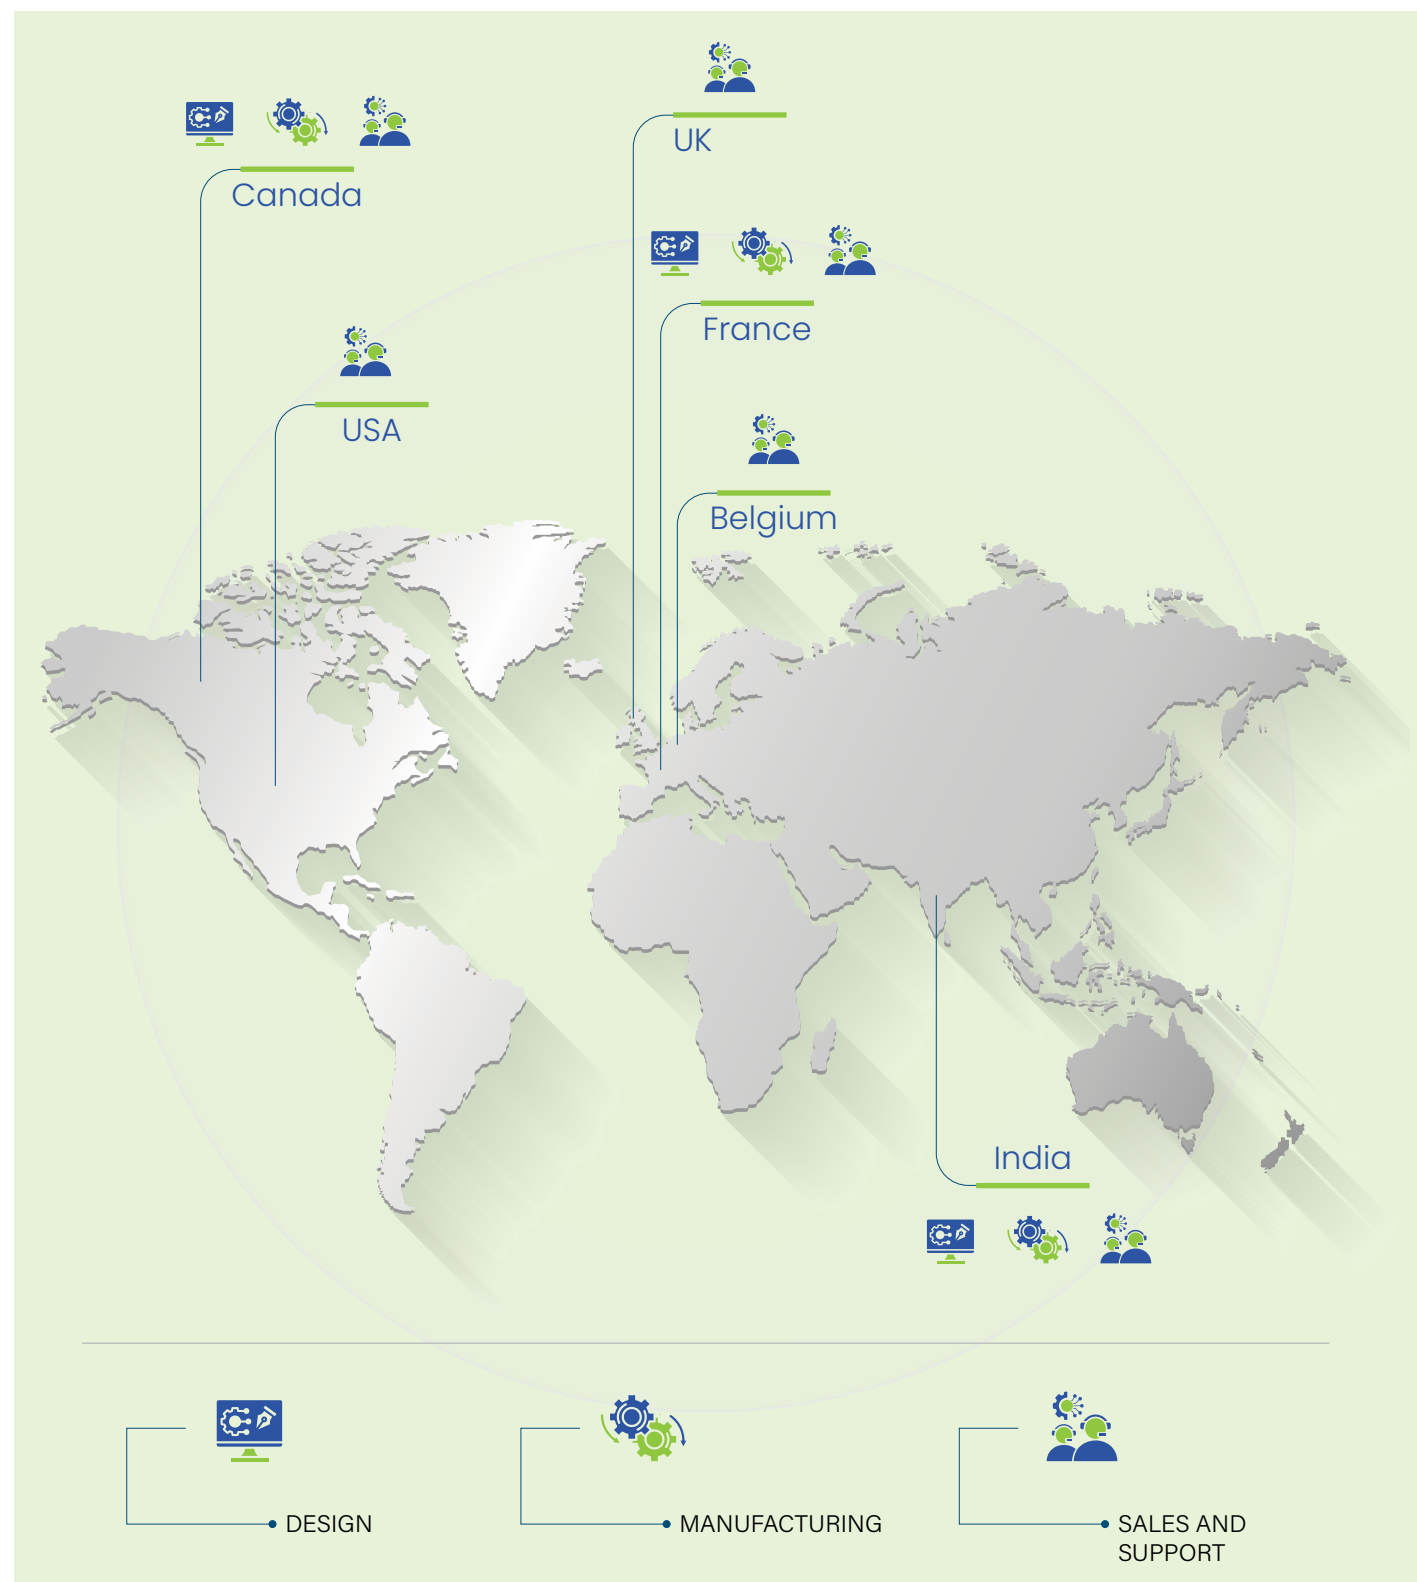 UK
Canada
France
USA
Belgium
India
DESIGN
MANUFACTURING
SALES AND
SUPPORT